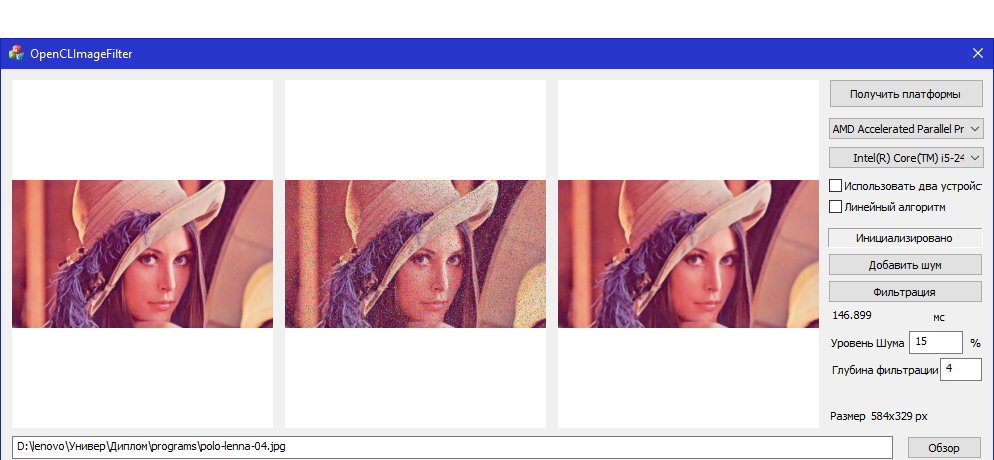 OpenCLImageFilter
Получить платформы
AMD Accelerated Parallel Pr
Intel(R) Core(TM) i5-24
Использовать два устройст
Линейный алгоритм
Инициализировано
Добавить шум
Фильтрация
146.899 мс
Уровень Шума 15 %
Глубина фильтрации 4
Размер 584x329 px
D:\lenovo\Универ\Диплом\programs\polo-lenna-04.jpg
Обзор